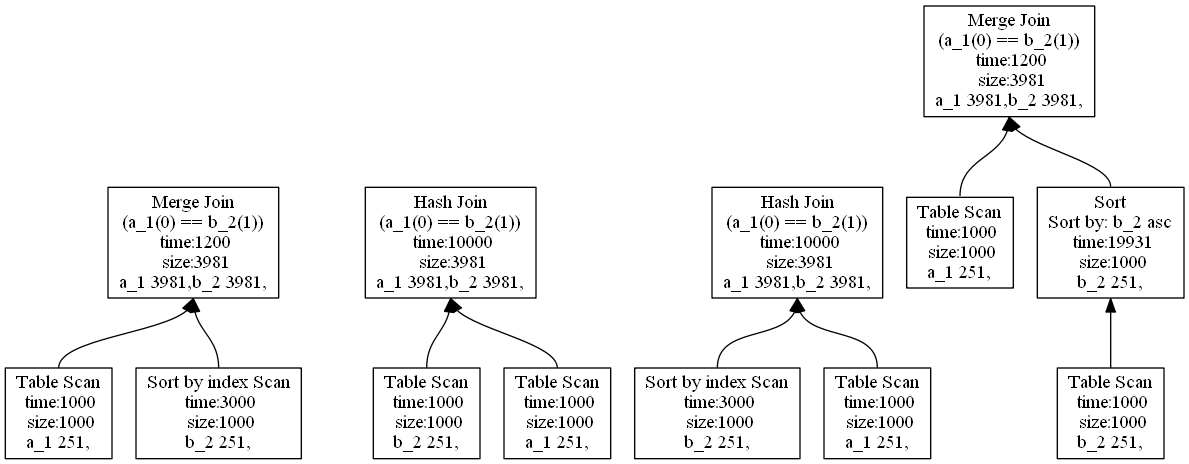 Merge Join
(a_1(0) == b_2(1))
time:1200
size:3981
a_1 3981,b_2 3981,
Merge Join
(a_1(0) == b_2(1))
time:1200
size:3981
a_1 3981,b_2 3981,
Hash Join
(a_1(0) == b_2(1))
time:10000
size:3981
a_1 3981,b_2 3981,
Hash Join
(a_1(0) == b_2(1))
time:10000
size:3981
a_1 3981,b_2 3981,
Table Scan
time:1000
size:1000
a_1 251,
Sort
Sort by: b_2 asc
time:19931
size:1000
b_2 251,
Table Scan
time:1000
size:1000
a_1 251,
Sort by index Scan
time:3000
size:1000
b_2 251,
Table Scan
time:1000
size:1000
b_2 251,
Table Scan
time:1000
size:1000
a_1 251,
Sort by index Scan
time:3000
size:1000
b_2 251,
Table Scan
time:1000
size:1000
a_1 251,
Table Scan
time:1000
size:1000
b_2 251,